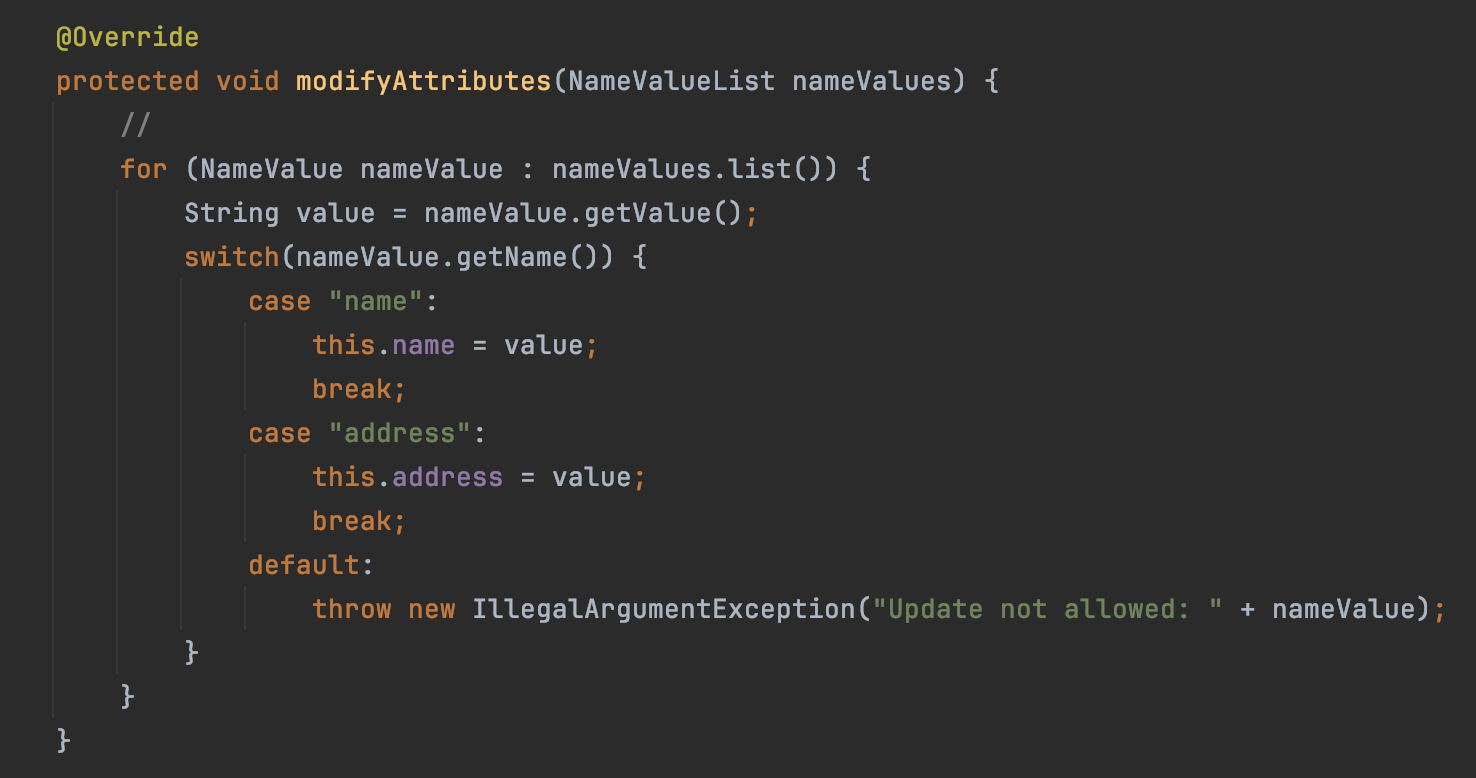 @Override
protected void modifyAttributes(NameValueList nameValues) {
//
for (NameValue nameValue : nameValues.list()) {
String value = nameValue.getValue();
switch(nameValue.getName()) {
case "name":
this.name = value;
break;
case "address":
this.address = value;
break;
default:
throw new IllegalArgumentException("Update not allowed: " + nameValue);
}
}
}